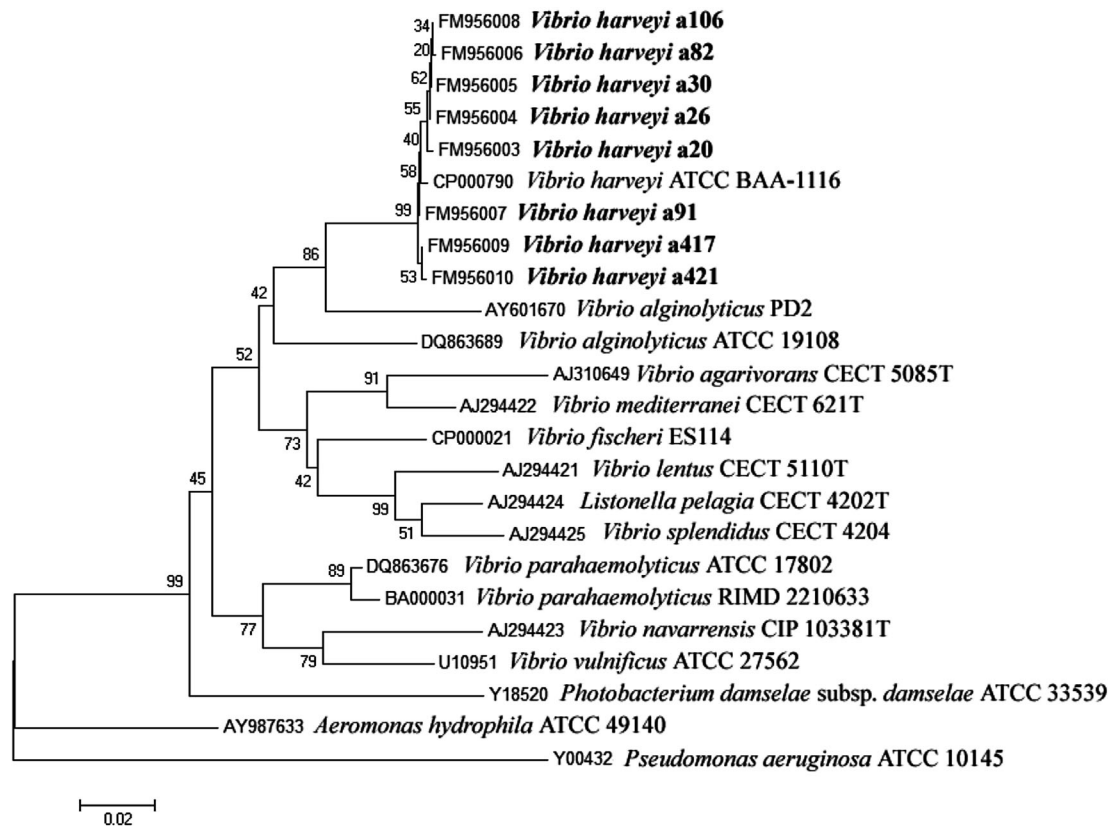 34 FM956008 Vibrio harveyi a106
20 FM956006 Vibrio harveyi a82
62 FM956005 Vibrio harveyi a30
55 FM956004 Vibrio harveyi a26
40 FM956003 Vibrio harveyi a20
58 CP000790 Vibrio harveyi ATCC BAA-1116
99 FM956007 Vibrio harveyi a91
86 FM956009 Vibrio harveyi a417
53 FM956010 Vibrio harveyi a421
42 AY601670 Vibrio alginolyticus PD2
DQ863689 Vibrio alginolyticus ATCC 19108
52
91 AJ310649 Vibrio agarivorans CECT 5085T
AJ294422 Vibrio mediterranei CECT 621T
73 CP000021 Vibrio fischeri ES114
42 AJ294421 Vibrio lentus CECT 5110T
45 99 AJ294424 Listonella pelagia CECT 4202T
51 AJ294425 Vibrio splendidus CECT 4204
89 DQ863676 Vibrio parahaemolyticus ATCC 17802
99 BA000031 Vibrio parahaemolyticus RIMD 2210633
77 AJ294423 Vibrio navarrensis CIP 103381T
79 U10951 Vibrio vulnificus ATCC 27562
Y18520 Photobacterium damselae subsp. damselae ATCC 33539
AY987633 Aeromonas hydrophila ATCC 49140
Y00432 Pseudomonas aeruginosa ATCC 10145
0.02